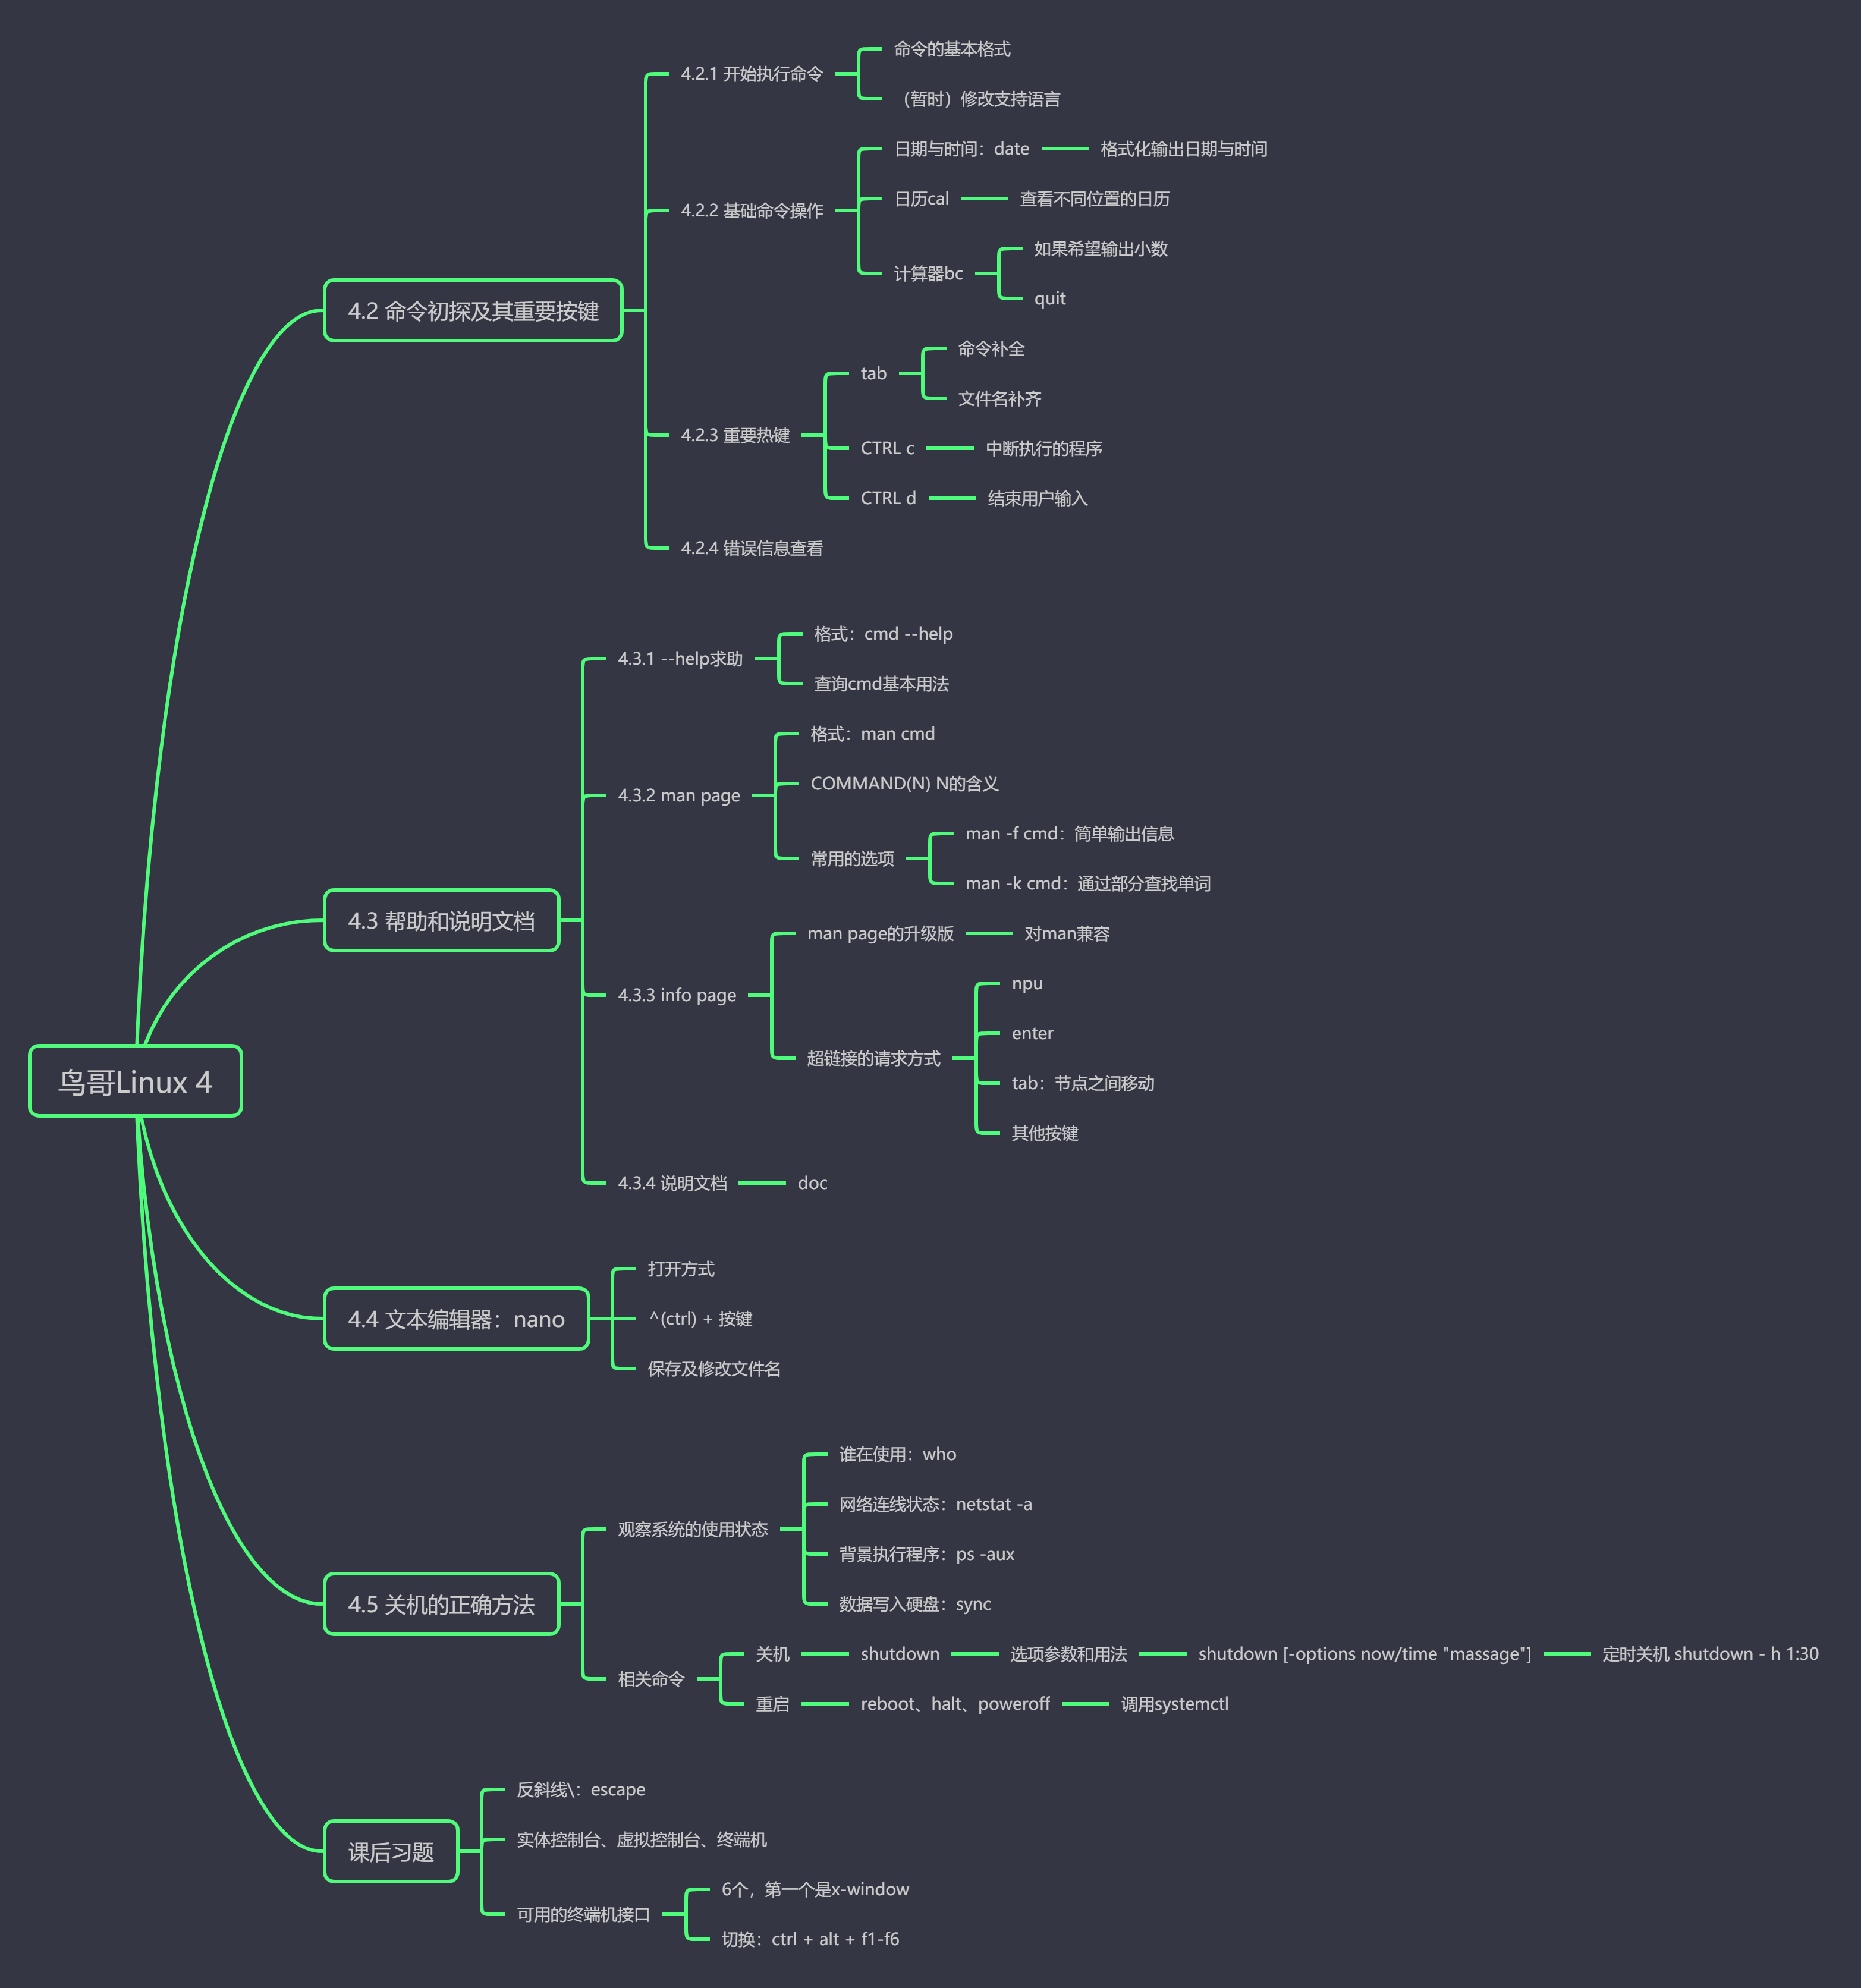 鸟哥Linux 4
4.2 命令初探及其重要按键
4.2.1 开始执行命令
命令的基本格式
（暂时）修改支持语言
4.2.2 基础命令操作
日期与时间：date
格式化输出日期与时间
日历cal
查看不同位置的日历
计算器bc
如果希望输出小数
quit
4.2.3 重要热键
tab
命令补全
文件名补齐
CTRL c
中断执行的程序
CTRL d
结束用户输入
4.2.4 错误信息查看
4.3 帮助和说明文档
4.3.1 --help求助
格式：cmd --help
查询cmd基本用法
4.3.2 man page
格式：man cmd
COMMAND(N) N的含义
常用的选项
man -f cmd：简单输出信息
man -k cmd：通过部分查找单词
4.3.3 info page
man page的升级版
对man兼容
超链接的请求方式
npu
enter
tab：节点之间移动
其他按键
4.3.4 说明文档
doc
4.4 文本编辑器：nano
打开方式
^(ctrl) + 按键
保存及修改文件名
4.5 关机的正确方法
观察系统的使用状态
谁在使用：who
网络连线状态：netstat -a
背景执行程序：ps -aux
数据写入硬盘：sync
相关命令
关机
shutdown
选项参数和用法
shutdown [-options now/time "massage"]
定时关机 shutdown - h 1:30
重启
reboot、halt、poweroff
调用systemctl
课后习题
反斜线\：escape
实体控制台、虚拟控制台、终端机
可用的终端机接口
6个，第一个是x-window
切换：ctrl + alt + f1-f6